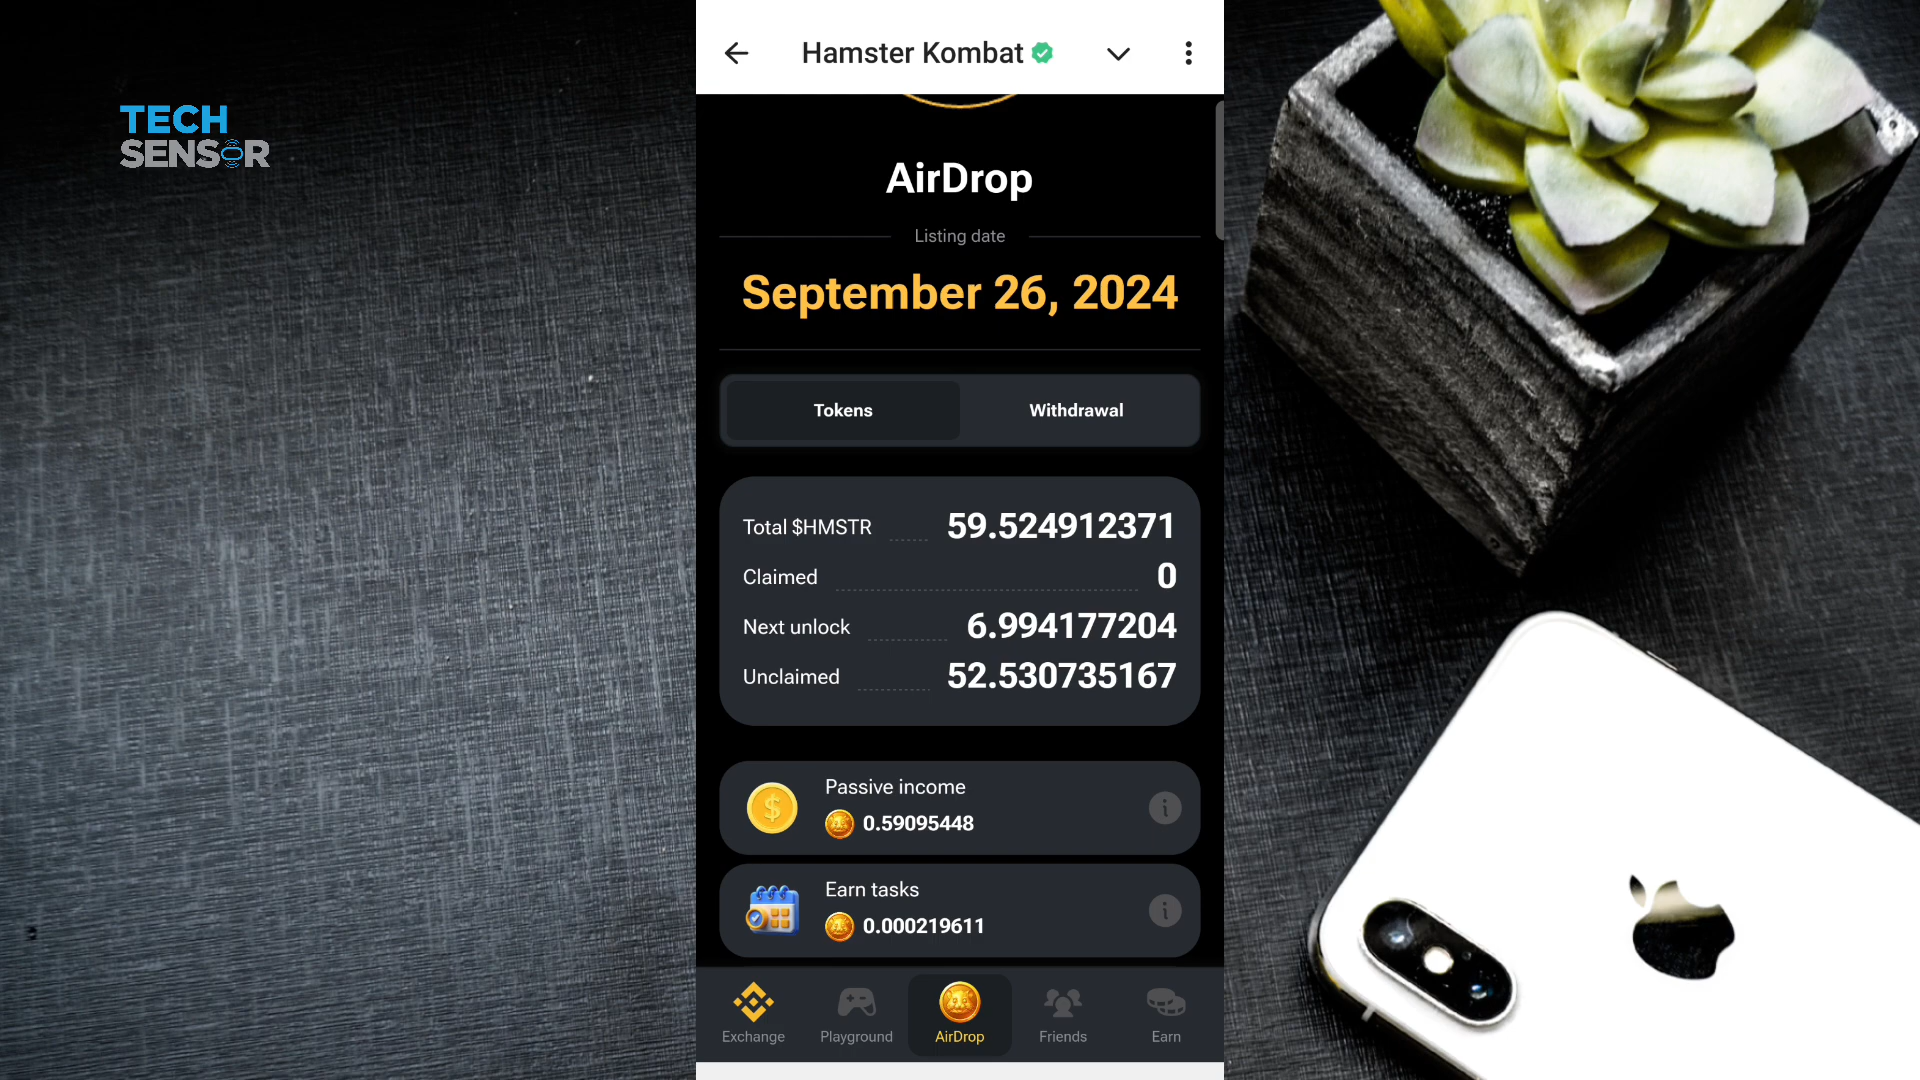 TECH
SENSOR
Hamster Kombat
AirDrop
Listing date
September 26, 2024
Tokens
Withdrawal
Total $HMSTR 59.524912371
Claimed 0
Next unlock 6.994177204
Unclaimed 52.530735167
Passive income
0.59095448
Earn tasks
0.000219611
Exchange
Playground
AirDrop
Friends
Earn